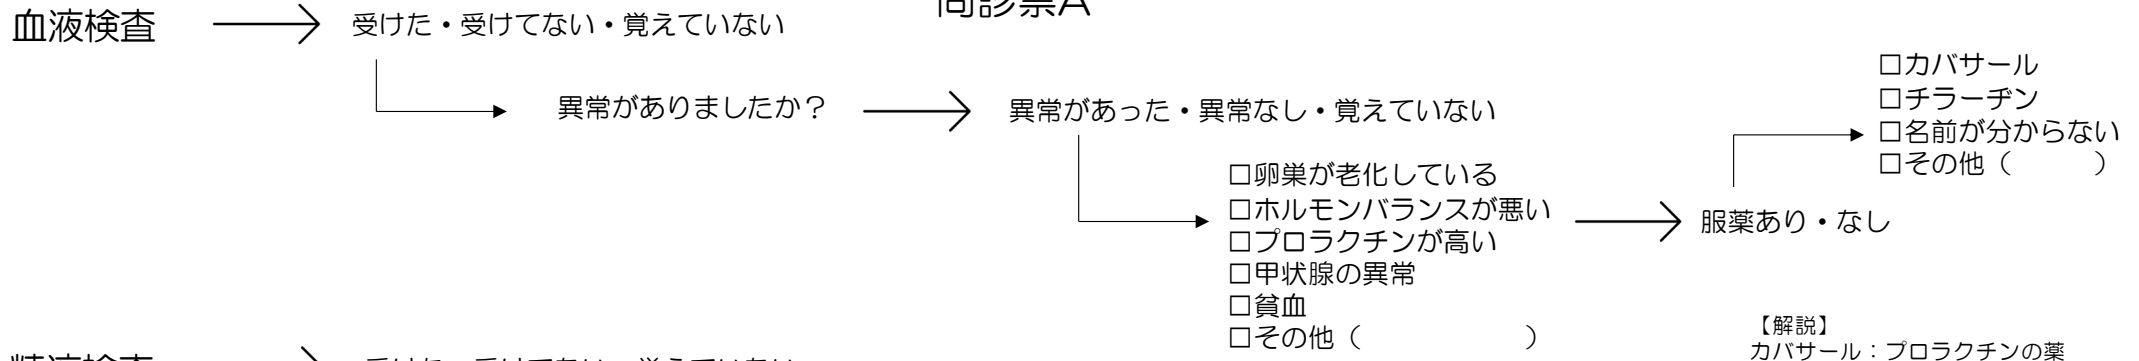 問診票A
血液検査
受けた・受けてない・覚えていない
異常がありましたか？
異常があった・異常なし・覚えていない
□卵巣が老化している
□ホルモンバランスが悪い
□プロラクチンが高い
□甲状腺の異常
□貧血
□その他（　　　　　　）
服薬あり・なし
□カバサール
□チラーヂン
□名前が分からない
□その他（　　　）
【解説】
カバサール：プロラクチンの薬
精液検査
受けた・受けてない・覚えていない